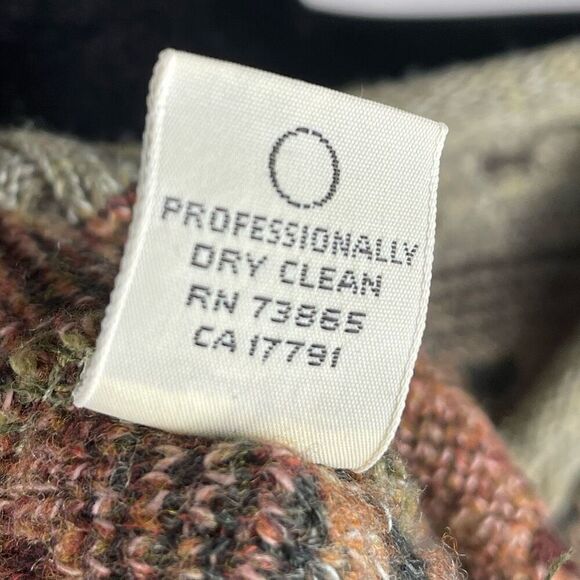 PROFESSIONALLY
DRY CLEAN
RN 73865
CA 17791